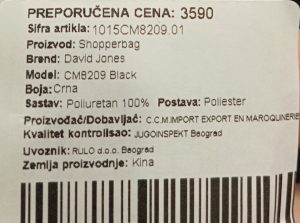 PREPORUČENA CENA: 3590
Sifra artikla: 1015CM8209.01
Proizvod: Shopperbag
Brend: David Jones
Model: CM8209 Black
Boja: Crna
Sastav: Poliuretan 100% Postava: Poliester
Proizvođač/Dobavljač: C.C.M.IMPORT EXPORT EN MAROQUINERIE
Kvalitet kontrolisao: JUGOINSPEKT Beograd
Uvoznik: RULO d.o.o. Beograd
Zemlja proizvodnje: Kina